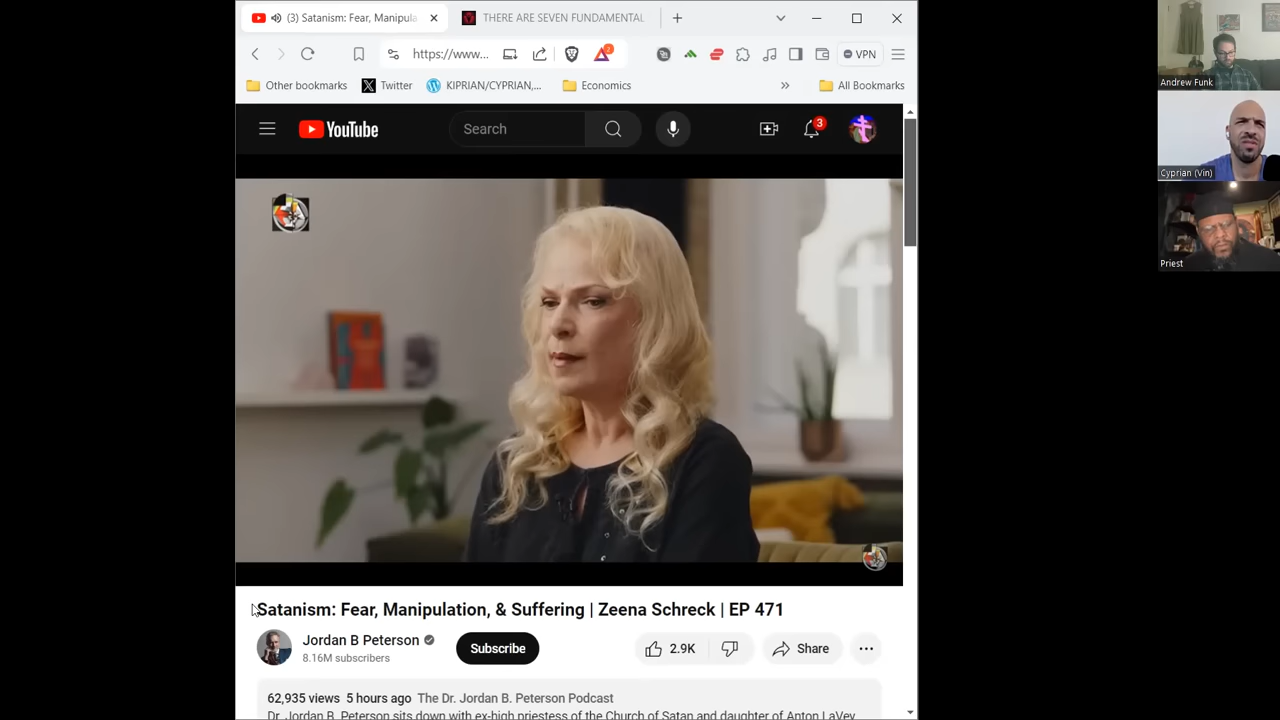 (3) Satanism: Fear, Manipula
THERE ARE SEVEN FUNDAMENTAL
https://www...
2
VPN
Other bookmarks
Twitter
KIPRIAN/CYPRIAN,...
Economics
All Bookmarks
YouTube
Search
3
Satanism: Fear, Manipulation, & Suffering | Zeena Schreck | EP 471
Jordan B Peterson
8.16M subscribers
Subscribe
2.9K
Share
62,935 views 5 hours ago The Dr. Jordan B. Peterson Podcast
Dr. Jordan B. Peterson sits down with ex-high priestess of the Church of Satan and daughter of Anton LaVey
Andrew Funk
Cyprian (Vin)
Priest